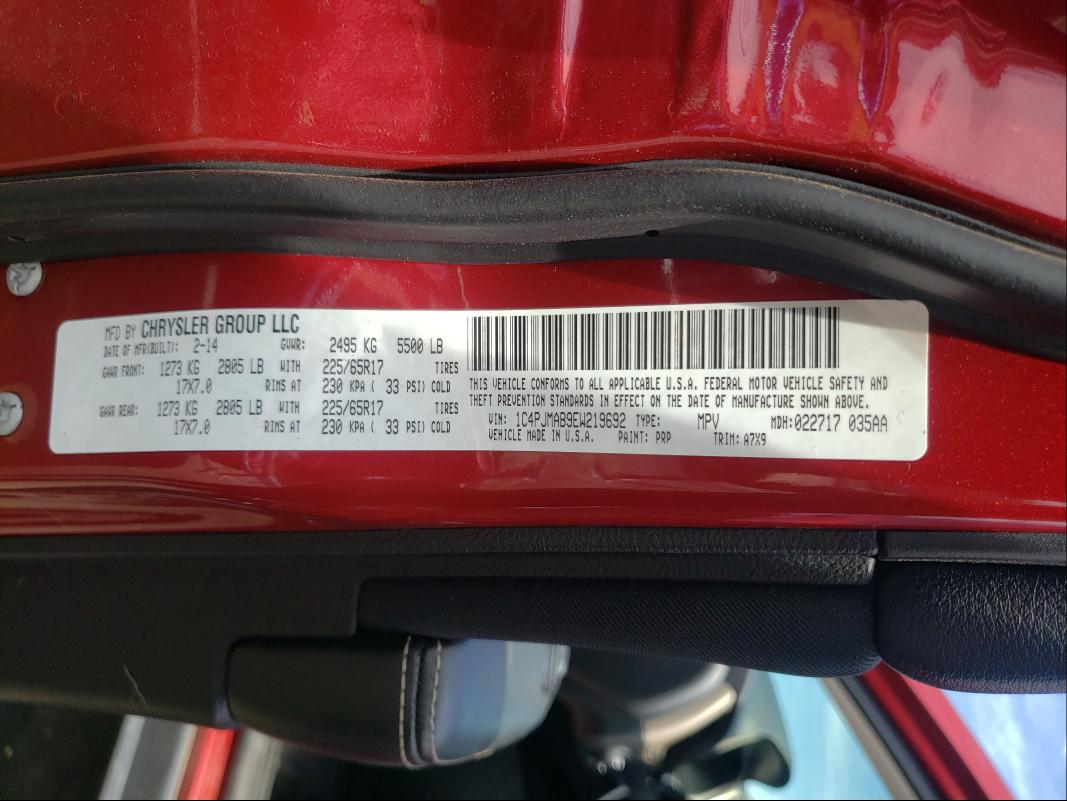 MFD BY CHRYSLER GROUP LLC
DATE OF MFR(BUILT): 2-14 GVWR: 2495 KG 5500 LB
GAWR FRONT: 1273 KG 2805 LB WITH 225/65R17 TIRES
17X7.0 RIMS AT 230 KPA ( 33 PSI) COLD
GAWR REAR: 1273 KG 2805 LB WITH 225/65R17 TIRES
17X7.0 RIMS AT 230 KPA ( 33 PSI) COLD
THIS VEHICLE CONFORMS TO ALL APPLICABLE U.S.A. FEDERAL MOTOR VEHICLE SAFETY AND
THEFT PREVENTION STANDARDS IN EFFECT ON THE DATE OF MANUFACTURE SHOWN ABOVE.
VIN: 1C4PJMAB9EW219692 TYPE: MPV MDH:022717 035AA
VEHICLE MADE IN U.S.A. PAINT: PRP TRIM: A7X9